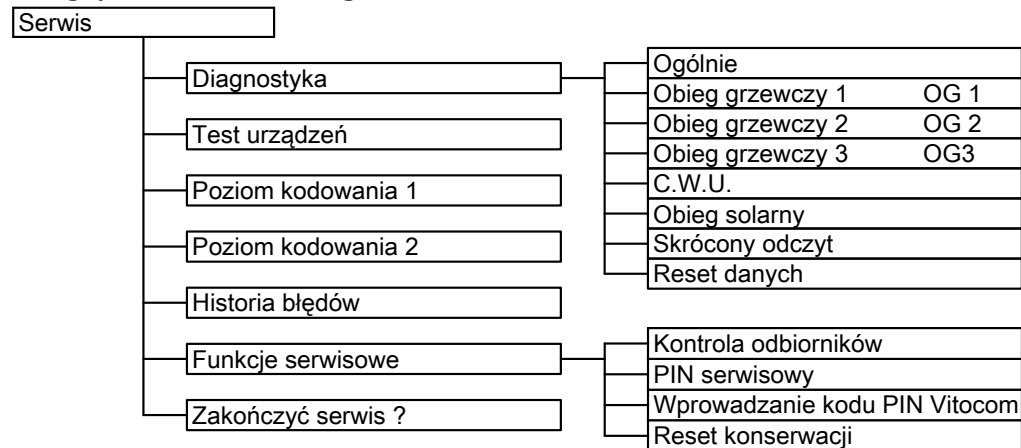 Serwis
Diagnostyka
Test urządzeń
Poziom kodowania 1
Poziom kodowania 2
Historia błędów
Funkcje serwisowe
Zakończyć serwis ?
Ogólnie
Obieg grzewczy 1 OG 1
Obieg grzewczy 2 OG 2
Obieg grzewczy 3 OG3
C.W.U.
Obieg solarny
Skrócony odczyt
Reset danych
Kontrola odbiorników
PIN serwisowy
Wprowadzanie kodu PIN Vitocom
Reset konserwacji